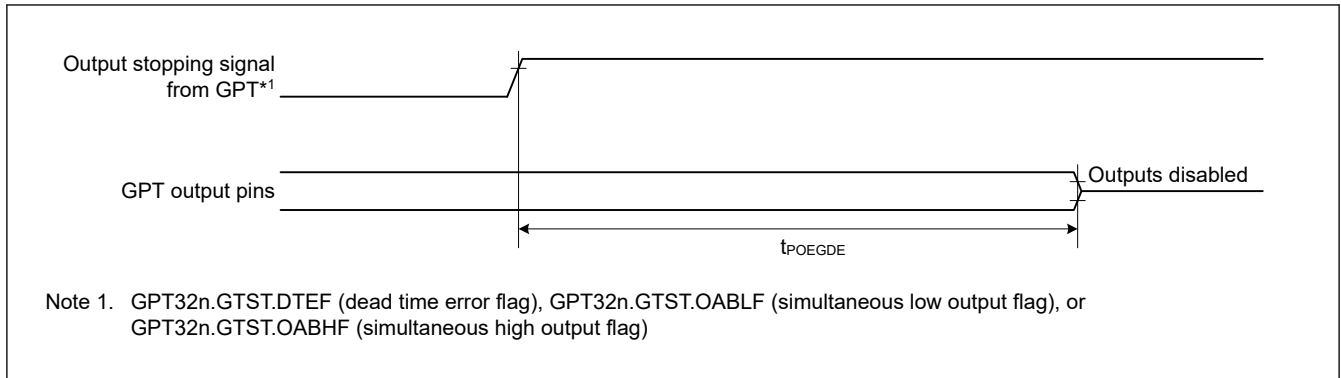 Output stopping signal
from GPT*1
GPT output pins
Outputs disabled
tPOEGDE
Note 1. GPT32n.GTST.DTEF (dead time error flag), GPT32n.GTST.OABLF (simultaneous low output flag), or
GPT32n.GTST.OABHF (simultaneous high output flag)